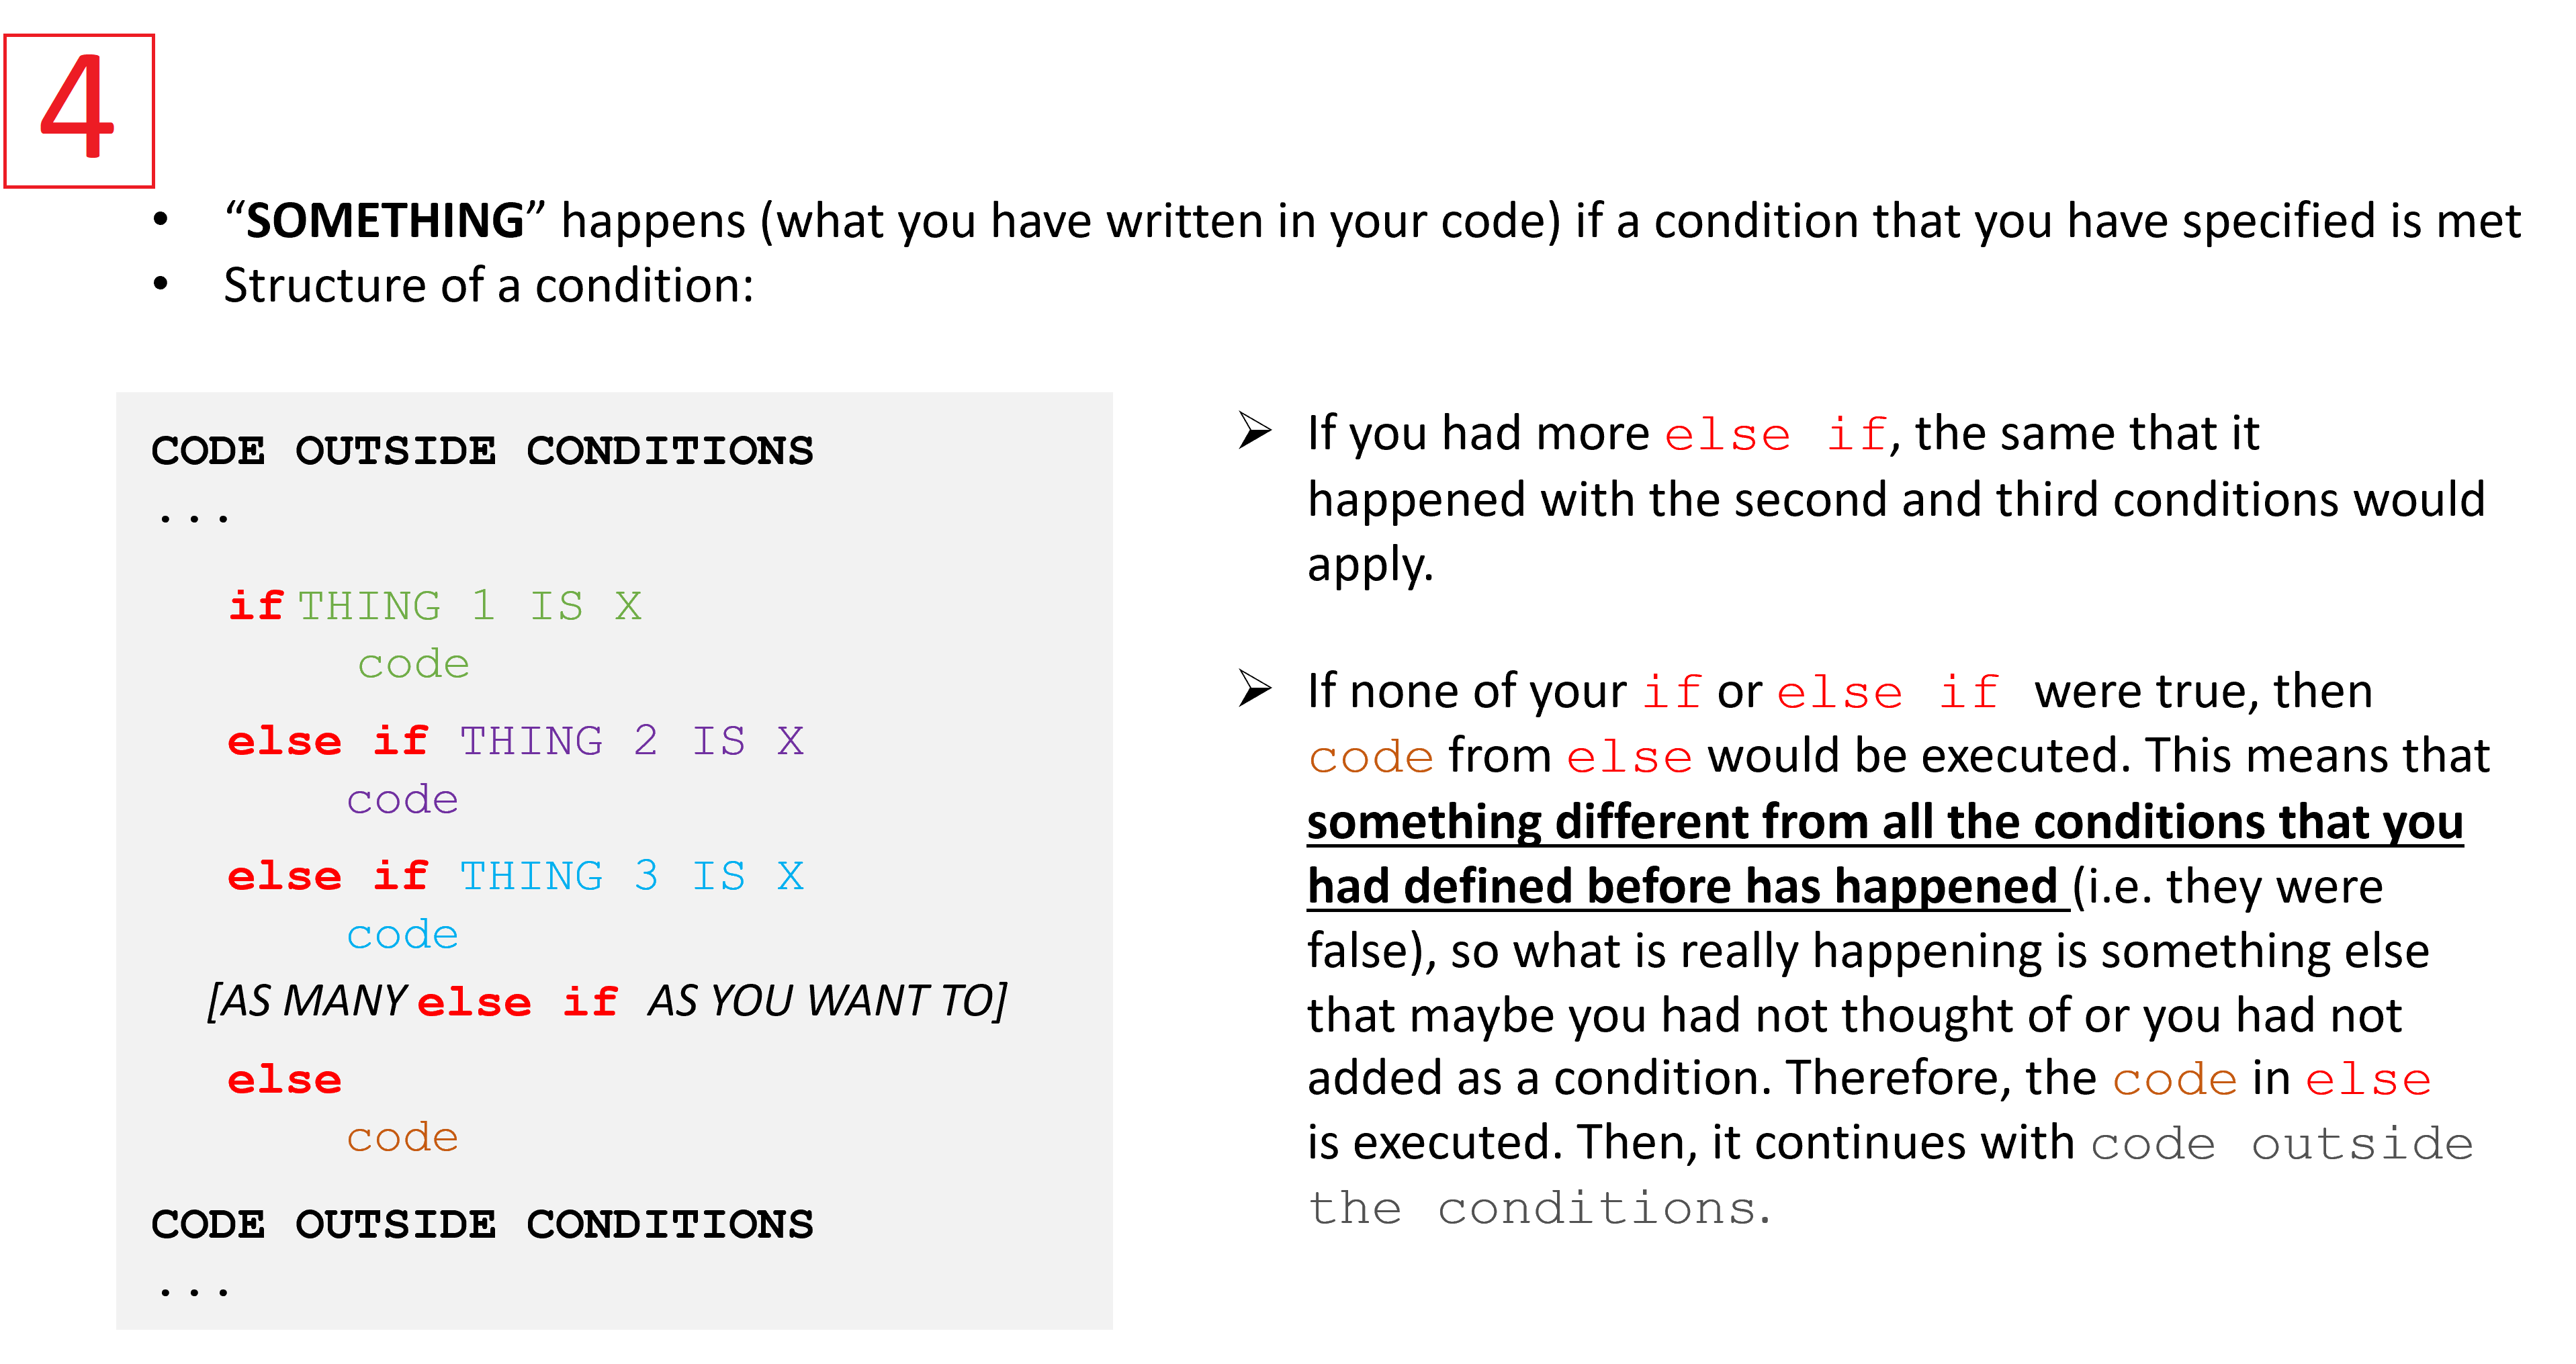 4
• “SOMETHING” happens (what you have written in your code) if a condition that you have specified is met
• Structure of a condition:
CODE OUTSIDE CONDITIONS
...
if THING 1 IS X
code
else if THING 2 IS X
code
else if THING 3 IS X
code
[AS MANY else if AS YOU WANT TO]
else
code
CODE OUTSIDE CONDITIONS
...
➢ If you had more else if, the same that it
happened with the second and third conditions would
apply.
➢ If none of your if or else if were true, then
code from else would be executed. This means that
something different from all the conditions that you
had defined before has happened (i.e. they were
false), so what is really happening is something else
that maybe you had not thought of or you had not
added as a condition. Therefore, the code in else
is executed. Then, it continues with code outside
the conditions.